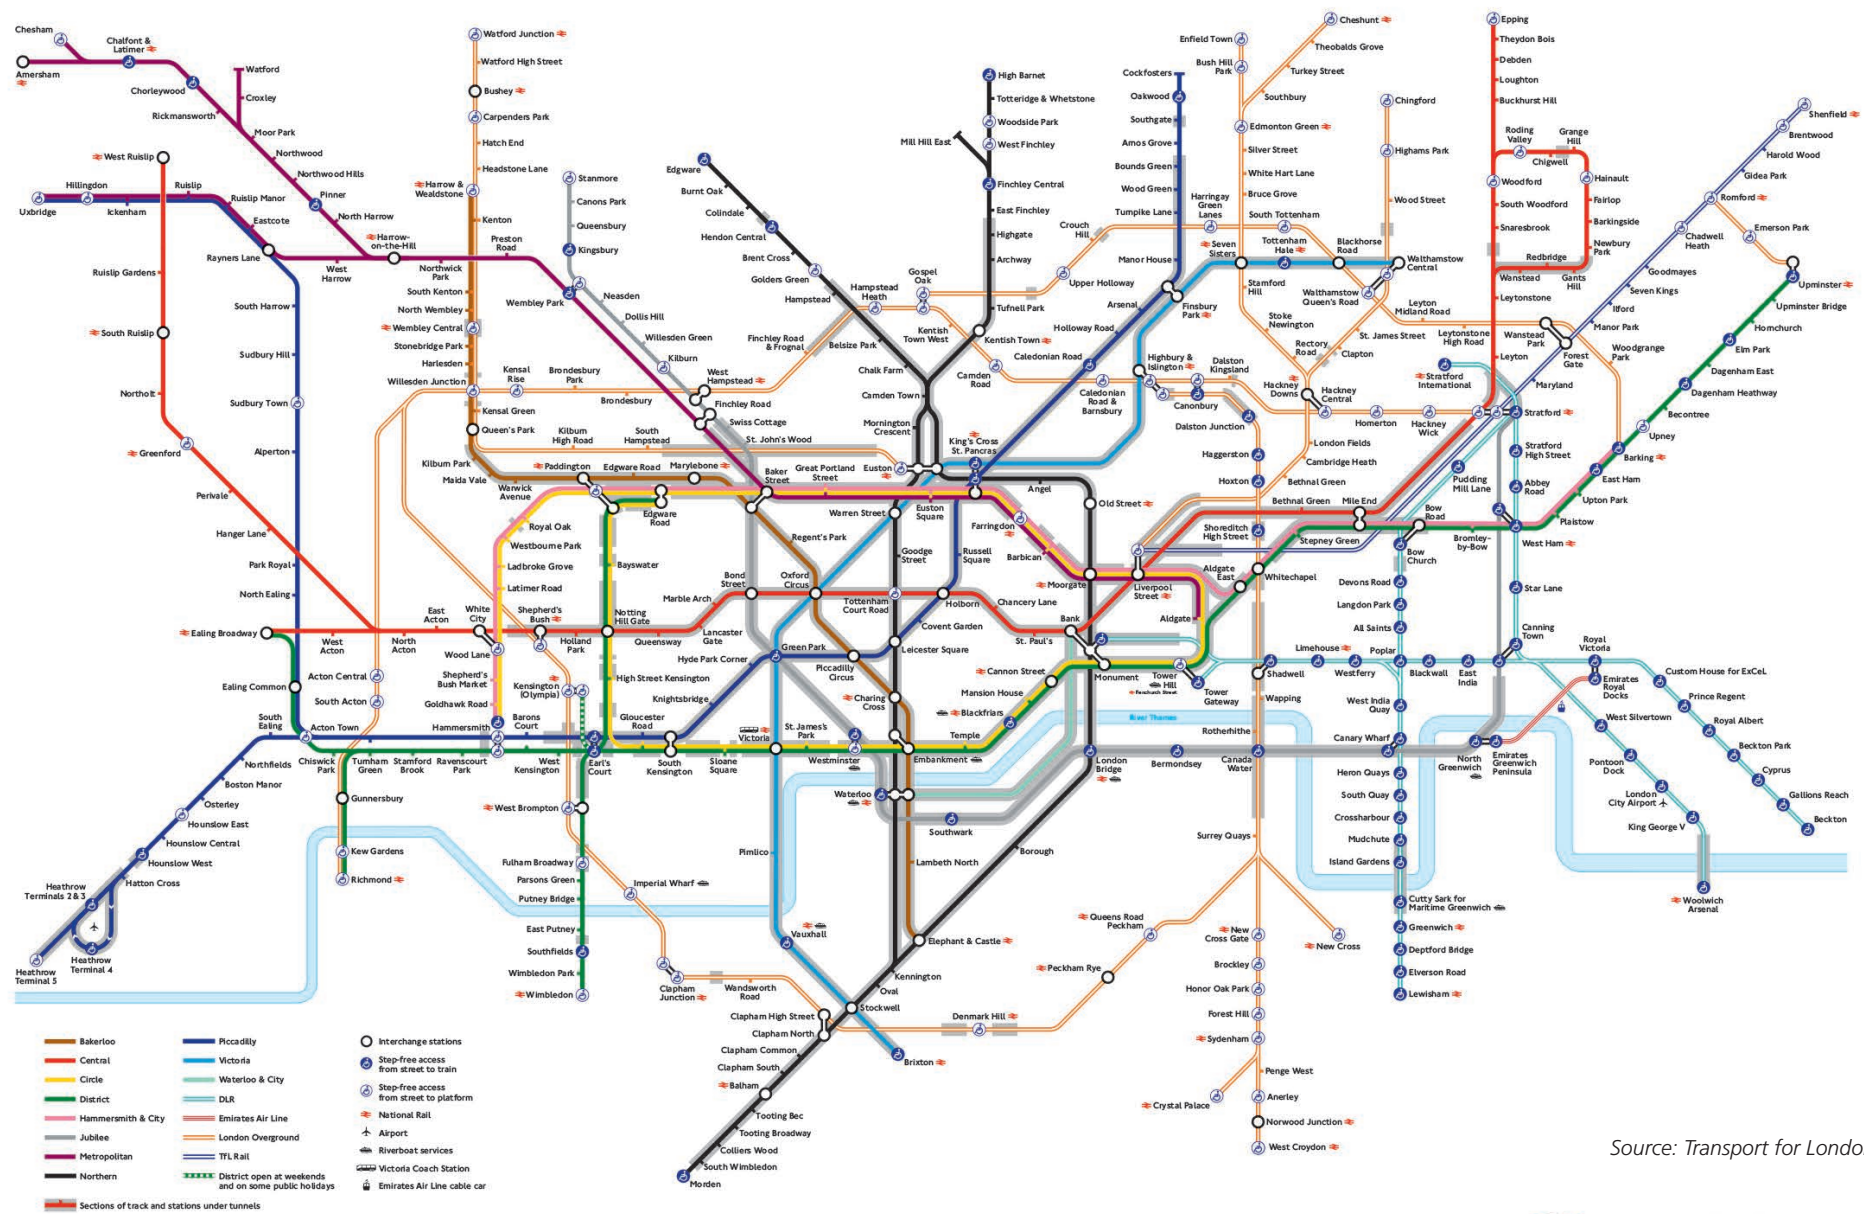 Chesham
Chalfont &
Latimer
Amersham
Chorleywood
Rickmansworth
Watford
Croxley
Moor Park
Northwood
Northwood Hills
Pinner
North Harrow
Harrow-
on-the-Hill
West Ruislip
Hillingdon
Uxbridge
Ickenham
Ruislip
Ruislip Manor
Eastcote
Rayners Lane
West
Harrow
Northwick
Park
Preston
Road
Ruislip Gardens
South Ruislip
Northolt
Greenford
Perivale
Hanger Lane
South Harrow
Sudbury Hill
Sudbury Town
Alperton
Park Royal
North Ealing
Ealing Broadway
West
Acton
North
Acton
East
Acton
White
City
Wood Lane
Ealing Common
South
Ealing
Acton Town
Northfields
Boston Manor
Osterley
Hounslow East
Hounslow Central
Hounslow West
Hatton Cross
Heathrow
Terminals 2 & 3
Heathrow
Terminal 4
Heathrow
Terminal 5
Watford Junction
Watford High Street
Bushey
Carpenders Park
Hatch End
Headstone Lane
Harrow &
Wealdstone
Kenton
South Kenton
North Wembley
Wembley Central
Stonebridge Park
Harlesden
Willesden Junction
Kensal Green
Queen's Park
Kilburn Park
Maida Vale
Warwick
Avenue
Paddington
Edgware Road
Marylebone
Baker
Street
Stanmore
Canons Park
Queensbury
Kingsbury
Wembley Park
Neasden
Dollis Hill
Willesden Green
Kilburn
West
Hampstead
Finchley Road
Swiss Cottage
St. John's Wood
Kensal
Rise
Brondesbury
Park
Brondesbury
Kilburn
High Road
South
Hampstead
Finchley Road
& Frognal
Edgware
Burnt Oak
Colindale
Hendon Central
Brent Cross
Golders Green
Hampstead
Belsize Park
Chalk Farm
Camden Town
Mornington
Crescent
Euston
High Barnet
Totteridge & Whetstone
Woodside Park
West Finchley
Mill Hill East
Finchley Central
East Finchley
Highgate
Archway
Tufnell Park
Kentish Town
Hampstead
Heath
Gospel
Oak
Kentish
Town West
Camden
Road
Caledonian
Road &
Barnsbury
Upper Holloway
Crouch
Hill
Harringay
Green
Lanes
South Tottenham
Cockfosters
Oakwood
Southgate
Arnos Grove
Bounds Green
Wood Green
Turnpike Lane
Manor House
Finsbury
Park
Arsenal
Holloway Road
Caledonian Road
King's Cross
St. Pancras
Highbury &
Islington
Canonbury
Dalston
Kingsland
Dalston Junction
Haggerston
Hoxton
Shoreditch
High Street
Seven
Sisters
Tottenham
Hale
Blackhorse
Road
Walthamstow
Central
Walthamstow
Queen's Road
Enfield Town
Bush Hill
Park
Cheshunt
Theobalds Grove
Turkey Street
Southbury
Edmonton Green
Silver Street
White Hart Lane
Bruce Grove
Stamford
Hill
Stoke
Newington
Rectory
Road
Hackney
Downs
Hackney
Central
Clapton
St. James Street
London Fields
Cambridge Heath
Bethnal Green
Chingford
Highams Park
Wood Street
Leyton
Midland Road
Leytonstone
High Road
Wanstead
Park
Woodgrange
Park
Homerton
Hackney
Wick
Epping
Theydon Bois
Debden
Loughton
Buckhurst Hill
Roding
Valley
Chigwell
Grange
Hill
Hainault
Fairlop
Barkingside
Newbury
Park
Gants
Hill
Redbridge
Wanstead
Woodford
South Woodford
Snaresbrook
Leytonstone
Leyton
Stratford
International
Stratford
Shenfield
Brentwood
Harold Wood
Gidea Park
Romford
Emerson Park
Chadwell
Heath
Goodmayes
Seven Kings
Ilford
Manor Park
Forest
Gate
Maryland
Upminster
Upminster Bridge
Hornchurch
Elm Park
Dagenham East
Dagenham Heathway
Becontree
Upney
Barking
East Ham
Upton Park
Plaistow
West Ham
Bromley-
by-Bow
Bow
Road
Bow
Church
Mile End
Bethnal Green
Stepney Green
Whitechapel
Stratford
High Street
Abbey
Road
Pudding
Mill Lane
Star Lane
Canning
Town
Devons Road
Langdon Park
All Saints
Poplar
Limehouse
Westferry
Blackwall
East
India
Royal
Victoria
Custom House for ExCeL
Prince Regent
Royal Albert
Beckton Park
Cyprus
Gallions Reach
Beckton
Emirates
Royal
Docks
Emirates
Greenwich
Peninsula
West Silvertown
Pontoon
Dock
London
City Airport
King George V
Woolwich
Arsenal
North
Greenwich
West India
Quay
Canary Wharf
Heron Quays
South Quay
Crossharbour
Mudchute
Island Gardens
Cutty Sark for
Maritime Greenwich
Greenwich
Deptford Bridge
Elverson Road
Lewisham
Royal Oak
Westbourne Park
Ladbroke Grove
Latimer Road
Shepherd's
Bush
Holland
Park
Notting
Hill Gate
Queensway
Lancaster
Gate
Marble Arch
Bond
Street
Oxford
Circus
Tottenham
Court Road
Holborn
Chancery Lane
St. Paul's
Bank
Bayswater
Edgware
Road
High Street Kensington
Shepherd's
Bush Market
Goldhawk Road
Hammersmith
Kensington
(Olympia)
Barons
Court
Gloucester
Road
Earl's
Court
West
Kensington
South
Kensington
Sloane
Square
Victoria
St. James's
Park
Westminster
Embankment
Temple
Blackfriars
Mansion House
Cannon Street
Monument
Tower
Hill
Fenchurch Street
Tower
Gateway
Aldgate
Aldgate
East
Liverpool
Street
Moorgate
Barbican
Farringdon
Old Street
Angel
Euston
Square
Great Portland
Street
Regent's Park
Warren Street
Goodge
Street
Russell
Square
Covent Garden
Leicester Square
Piccadilly
Circus
Green Park
Hyde Park Corner
Knightsbridge
Charing
Cross
Waterloo
Southwark
Lambeth North
Elephant & Castle
Borough
London
Bridge
Bermondsey
Canada
Water
Shadwell
Wapping
Rotherhithe
Surrey Quays
River Thames
Acton Central
South Acton
Chiswick
Park
Turnham
Green
Stamford
Brook
Ravenscourt
Park
Gunnersbury
Kew Gardens
Richmond
West Brompton
Fulham Broadway
Parsons Green
Putney Bridge
East Putney
Southfields
Wimbledon Park
Wimbledon
Imperial Wharf
Clapham
Junction
Wandsworth
Road
Pimlico
Vauxhall
Kennington
Oval
Stockwell
Brixton
Clapham High Street
Clapham North
Clapham Common
Clapham South
Balham
Tooting Bec
Tooting Broadway
Colliers Wood
South Wimbledon
Morden
Denmark Hill
Peckham Rye
Queens Road
Peckham
New
Cross Gate
New Cross
Brockley
Honor Oak Park
Forest Hill
Sydenham
Penge West
Crystal Palace
Anerley
Norwood Junction
West Croydon
Bakerloo
Central
Circle
District
Hammersmith & City
Jubilee
Metropolitan
Northern
Sections of track and stations under tunnels
Piccadilly
Victoria
Waterloo & City
DLR
Emirates Air Line
London Overground
TfL Rail
District open at weekends
and on some public holidays
Interchange stations
Step-free access
from street to train
Step-free access
from street to platform
National Rail
Airport
Riverboat services
Victoria Coach Station
Emirates Air Line cable car
Source: Transport for Londo